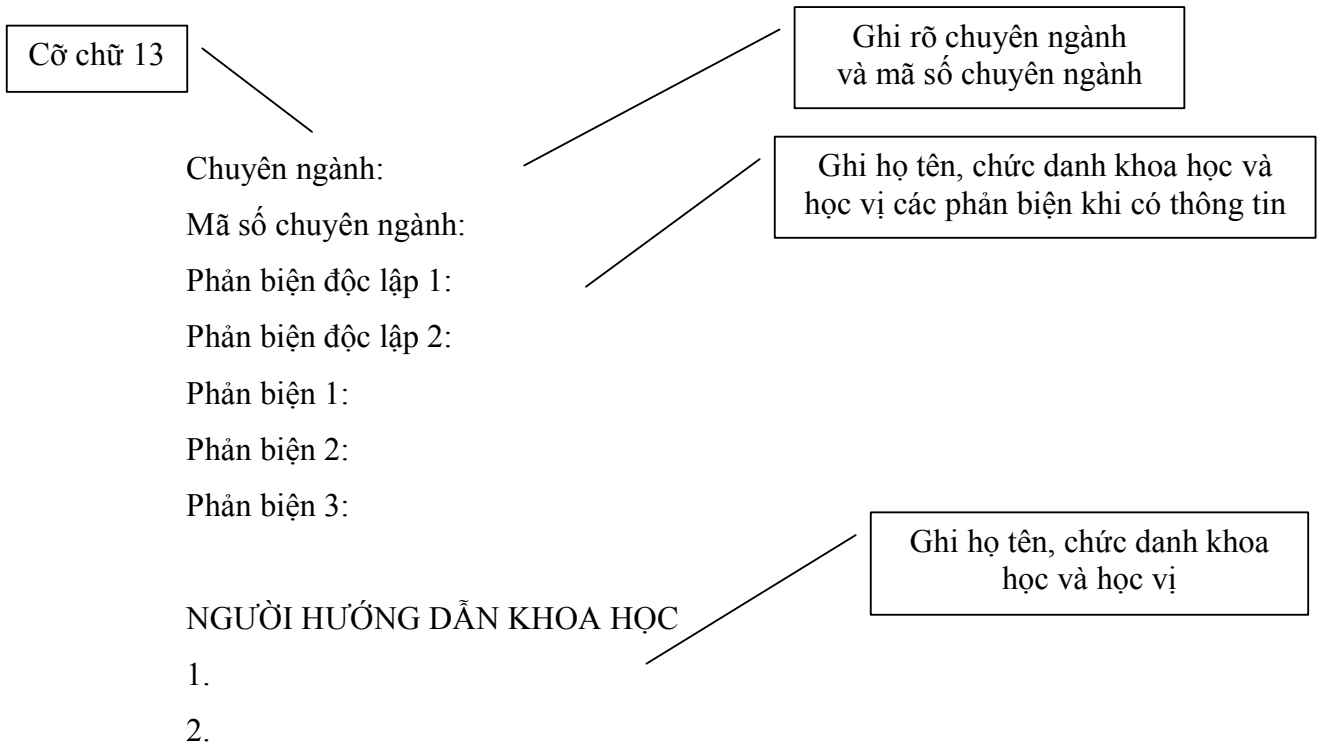 Cỡ chữ 13
Ghi rõ chuyên ngành
và mã số chuyên ngành
Chuyên ngành:
Ghi họ tên, chức danh khoa học và
học vị các phản biện khi có thông tin
Mã số chuyên ngành:
Phản biện độc lập 1:
Phản biện độc lập 2:
Phản biện 1:
Phản biện 2:
Phản biện 3:
Ghi họ tên, chức danh khoa
học và học vị
NGƯỜI HƯỚNG DẪN KHOA HỌC
1.
2.